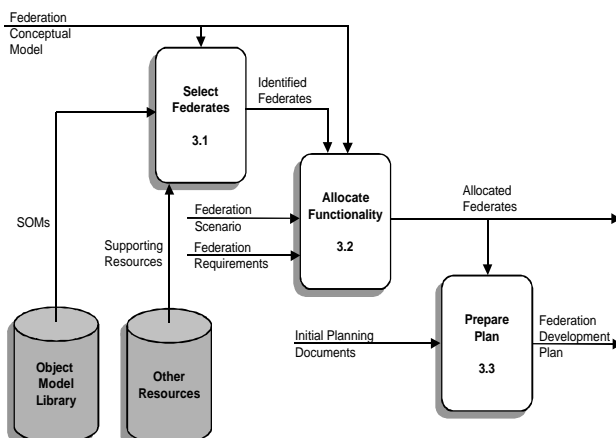 Federation
Conceptual
Model
Select
Federates
3.1
Identified
Federates
SOMs
Supporting
Resources
Federation
Scenario
Federation
Requirements
Allocate
Functionality
3.2
Allocated
Federates
Initial Planning
Documents
Prepare
Plan
3.3
Federation
Development
Plan
Object
Model
Library
Other
Resources